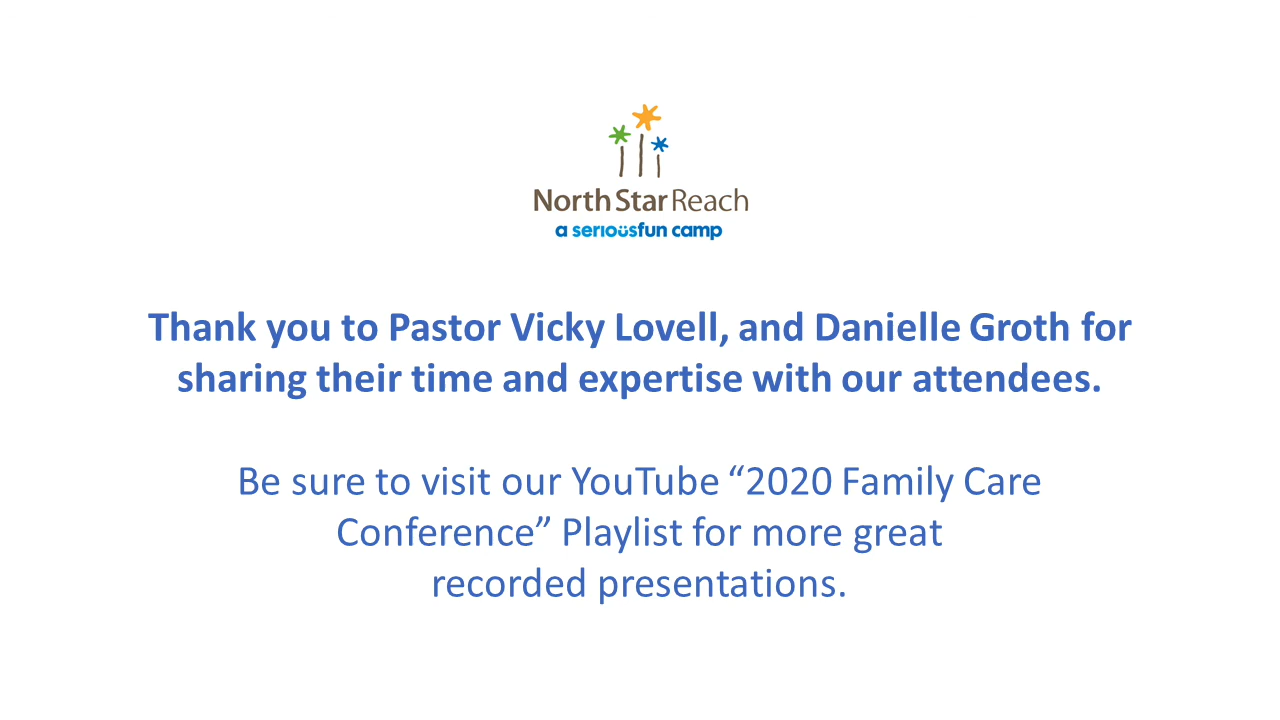 North Star Reach
a seriousfun camp
Thank you to Pastor Vicky Lovell, and Danielle Groth for
sharing their time and expertise with our attendees.
Be sure to visit our YouTube “2020 Family Care
Conference” Playlist for more great
recorded presentations.